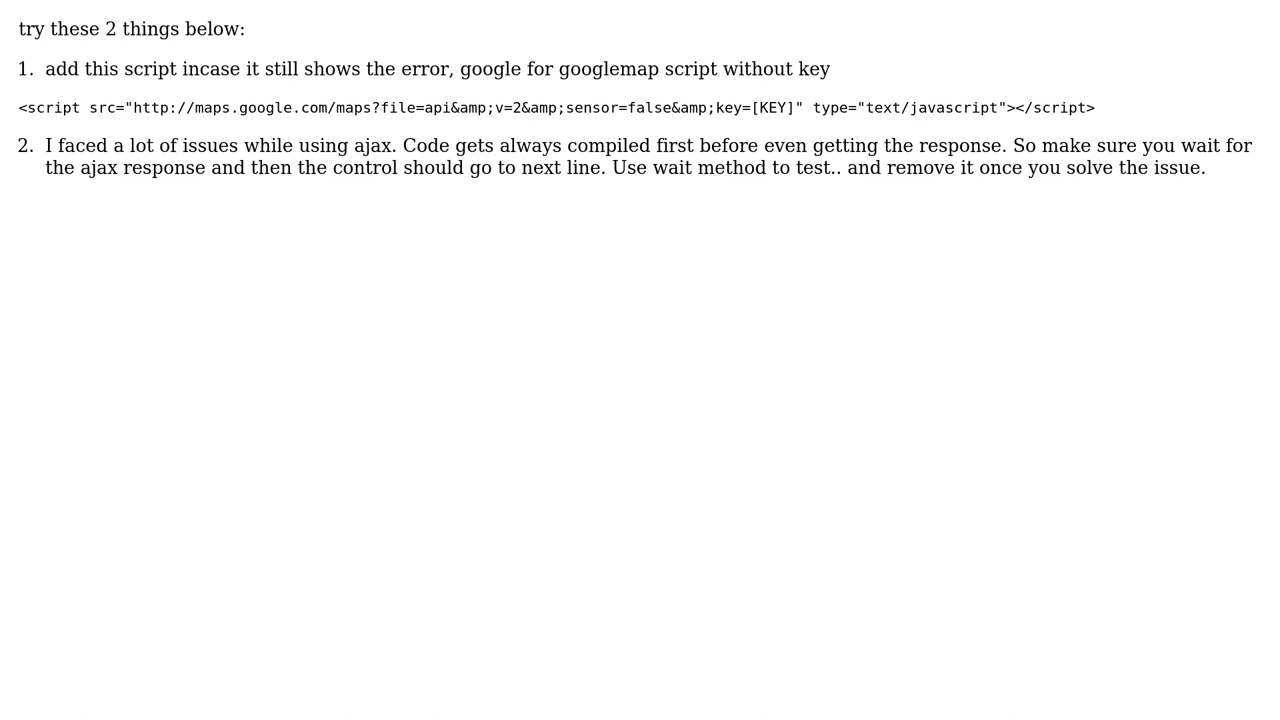 try these 2 things below:
1. add this script incase it still shows the error, google for googlemap script without key
<script src="http://maps.google.com/maps?file=api&amp;v=2&amp;sensor=false&amp;key=[KEY]" type="text/javascript"></script>
2. I faced a lot of issues while using ajax. Code gets always compiled first before even getting the response. So make sure you wait for
the ajax response and then the control should go to next line. Use wait method to test.. and remove it once you solve the issue.